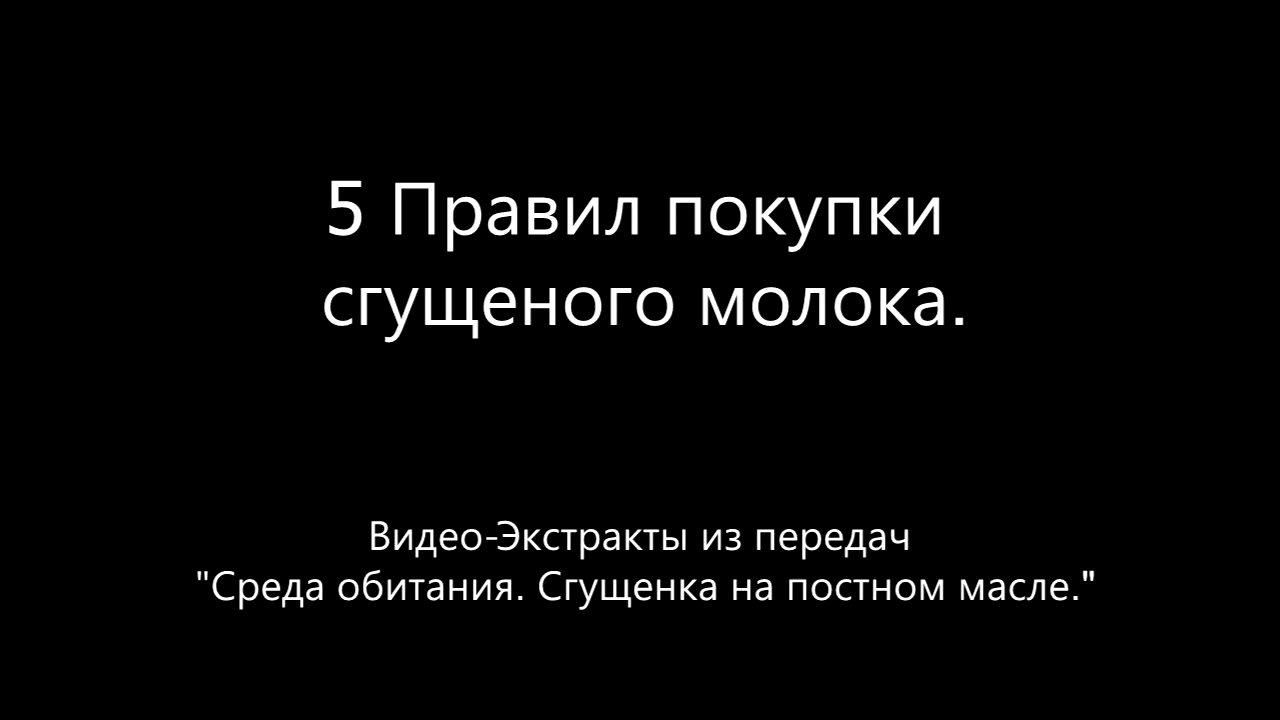 5 Правил покупки
сгущеного молока.
Видео-Экстракты из передач
"Среда обитания. Сгущенка на постном масле."